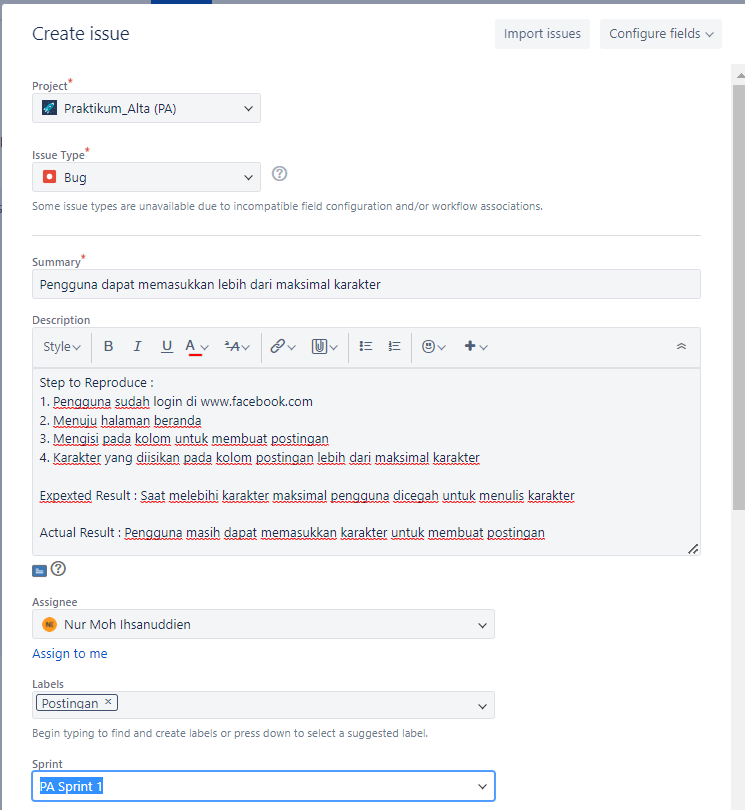 Create issue
Import issues
Configure fields
Project*
Praktikum_Alta (PA)
Issue Type*
Bug
Some issue types are unavailable due to incompatible field configuration and/or workflow associations.
Summary*
Pengguna dapat memasukkan lebih dari maksimal karakter
Description
Style B I U A ªA
Step to Reproduce :
1. Pengguna sudah login di www.facebook.com
2. Menuju halaman beranda
3. Mengisi pada kolom untuk membuat postingan
4. Karakter yang diisikan pada kolom postingan lebih dari maksimal karakter
Expexted Result : Saat melebihi karakter maksimal pengguna dicegah untuk menulis karakter
Actual Result : Pengguna masih dapat memasukkan karakter untuk membuat postingan
Assignee
NI Nur Moh Ihsanuddien
Assign to me
Labels
Postingan ×
Begin typing to find and create labels or press down to select a suggested label.
Sprint
PA Sprint 1